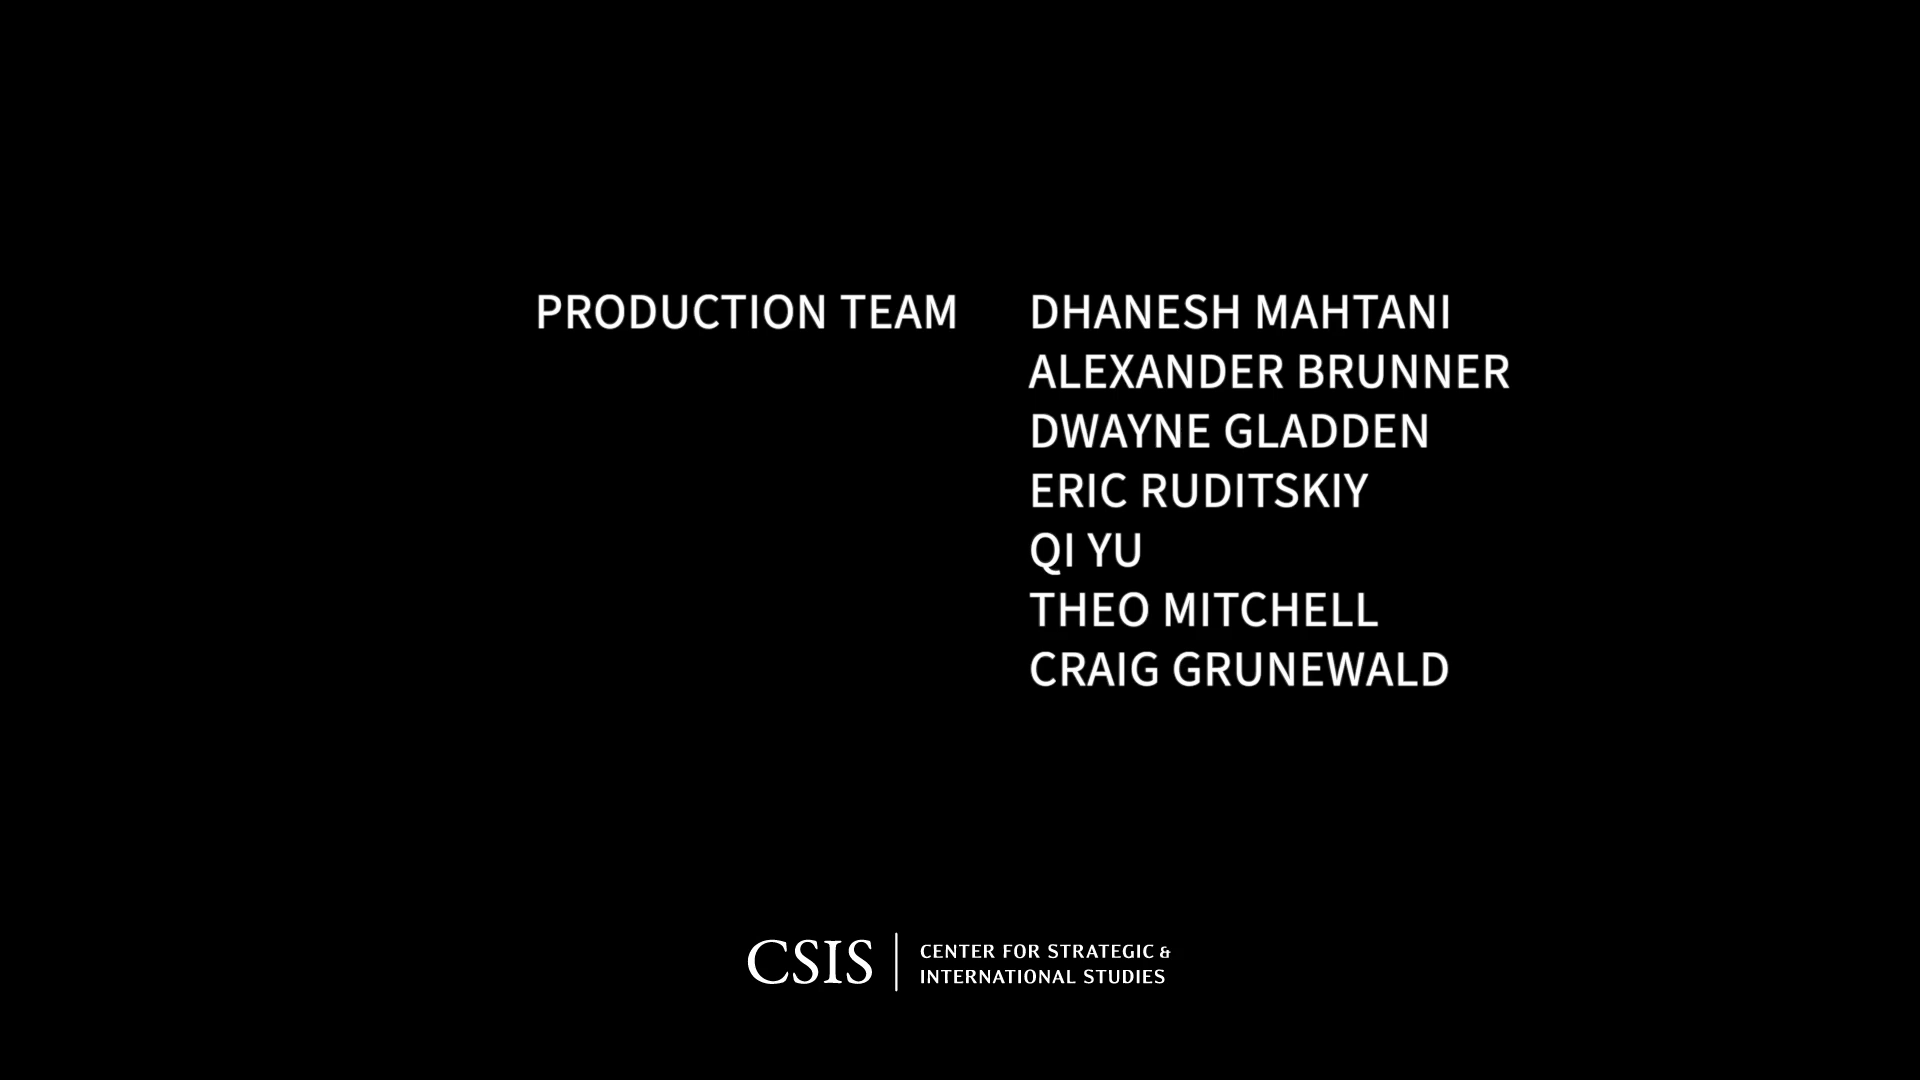 PRODUCTION TEAM
DHANESH MAHTANI
ALEXANDER BRUNNER
DWAYNE GLADDEN
ERIC RUDITSKIY
QI YU
THEO MITCHELL
CRAIG GRUNEWALD
CSIS
CENTER FOR STRATEGIC &
INTERNATIONAL STUDIES